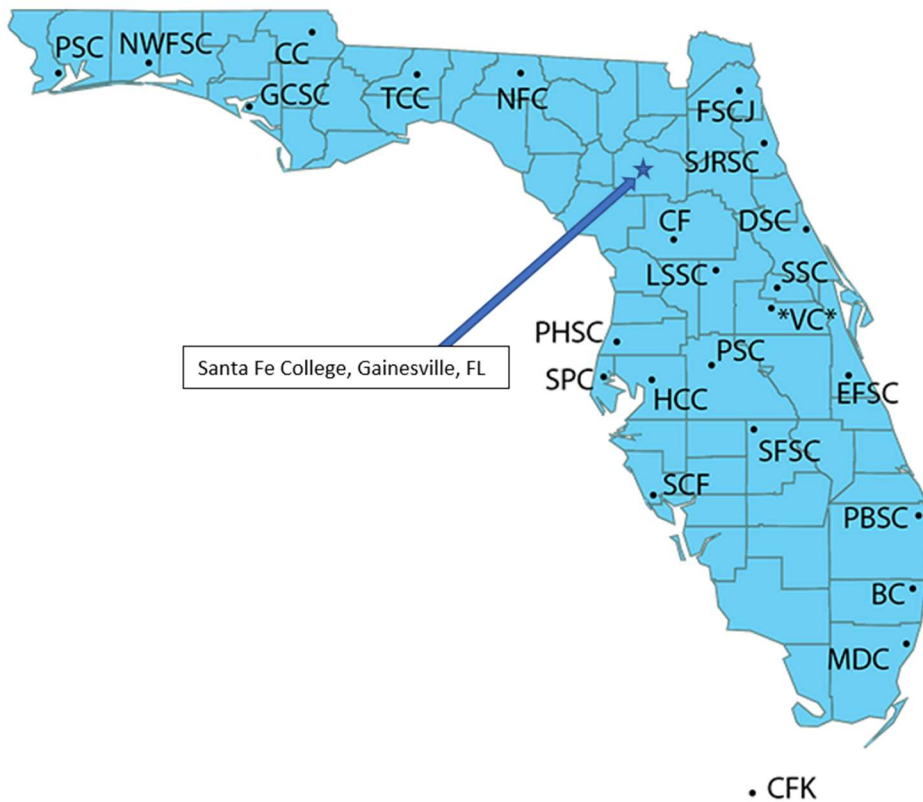 PSC
NWFSC
CC
GCSC
TCC
NFC
FSCJ
SJRSC
CF
DSC
LSSC
SSC
*VC*
PHSC
PSC
Santa Fe College, Gainesville, FL
SPC
HCC
EFSC
SFSC
SCF
PBSC
BC
MDC
CFK